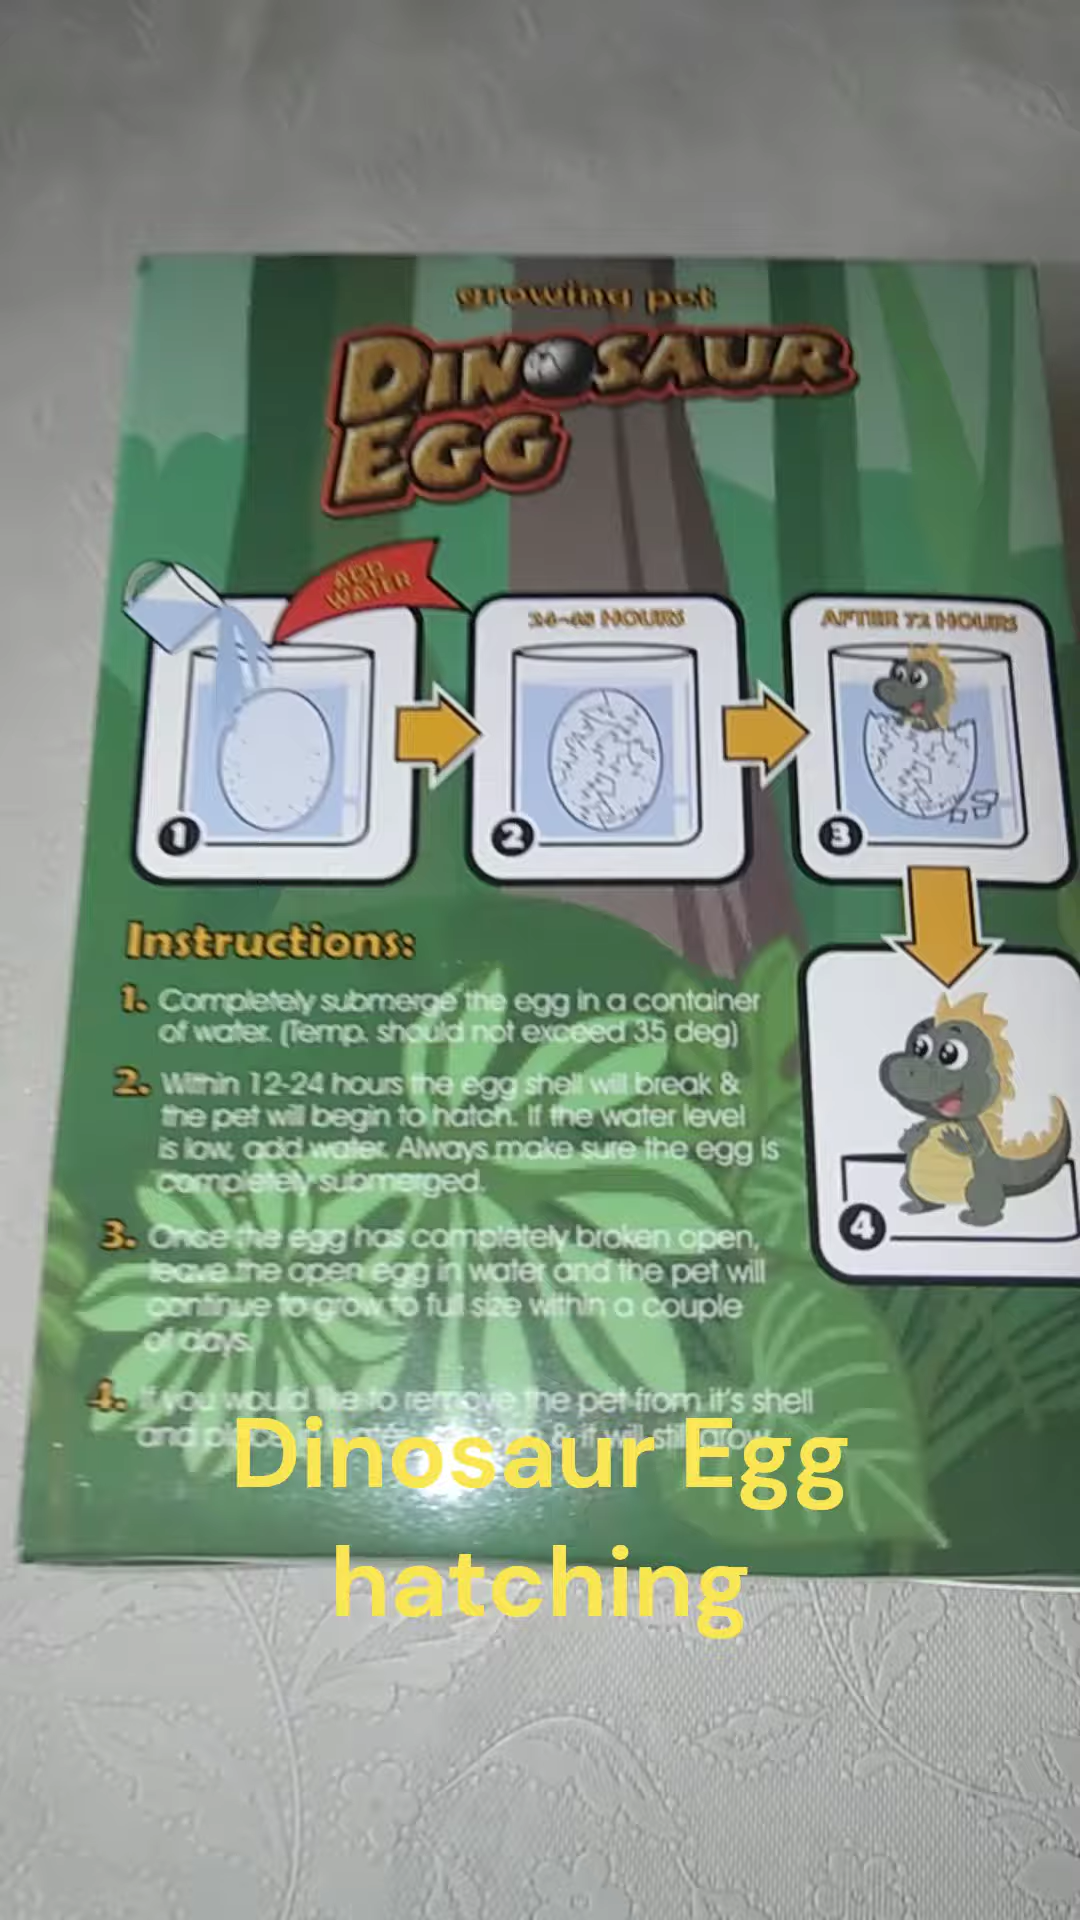 growing pet
DINOSAUR
EGG
ADD
WATER
24-48 HOURS
AFTER 72 HOURS
1
2
3
Instructions:
1. Completely submerge the egg in a container
of water. (Temp. should not exceed 35 deg)
2. Within 12-24 hours the egg shell will break &
the pet will begin to hatch. If the water level
is low, add water. Always make sure the egg is
completely submerged.
3. Once the egg has completely broken open,
leave the open egg in water and the pet will
continue to grow to full size within a couple
of days.
4
4. If you would like to remove the pet from it's shell
and & it will still grow
Dinosaur Egg
hatching